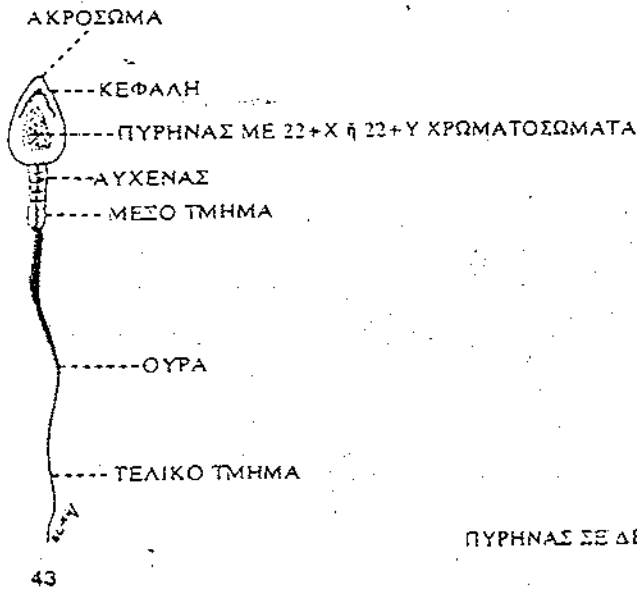 ΑΚΡΟΣΩΜΑ
ΚΕΦΑΛΗ
ΠΥΡΗΝΑΣ ΜΕ 22+Χ ή 22+Υ ΧΡΩΜΑΤΟΣΩΜΑΤΑ
ΑΥΧΕΝΑΣ
ΜΕΣΟ ΤΜΗΜΑ
ΟΥΡΑ
ΤΕΛΙΚΟ ΤΜΗΜΑ
ΠΥΡΗΝΑΣ ΣΕ
43